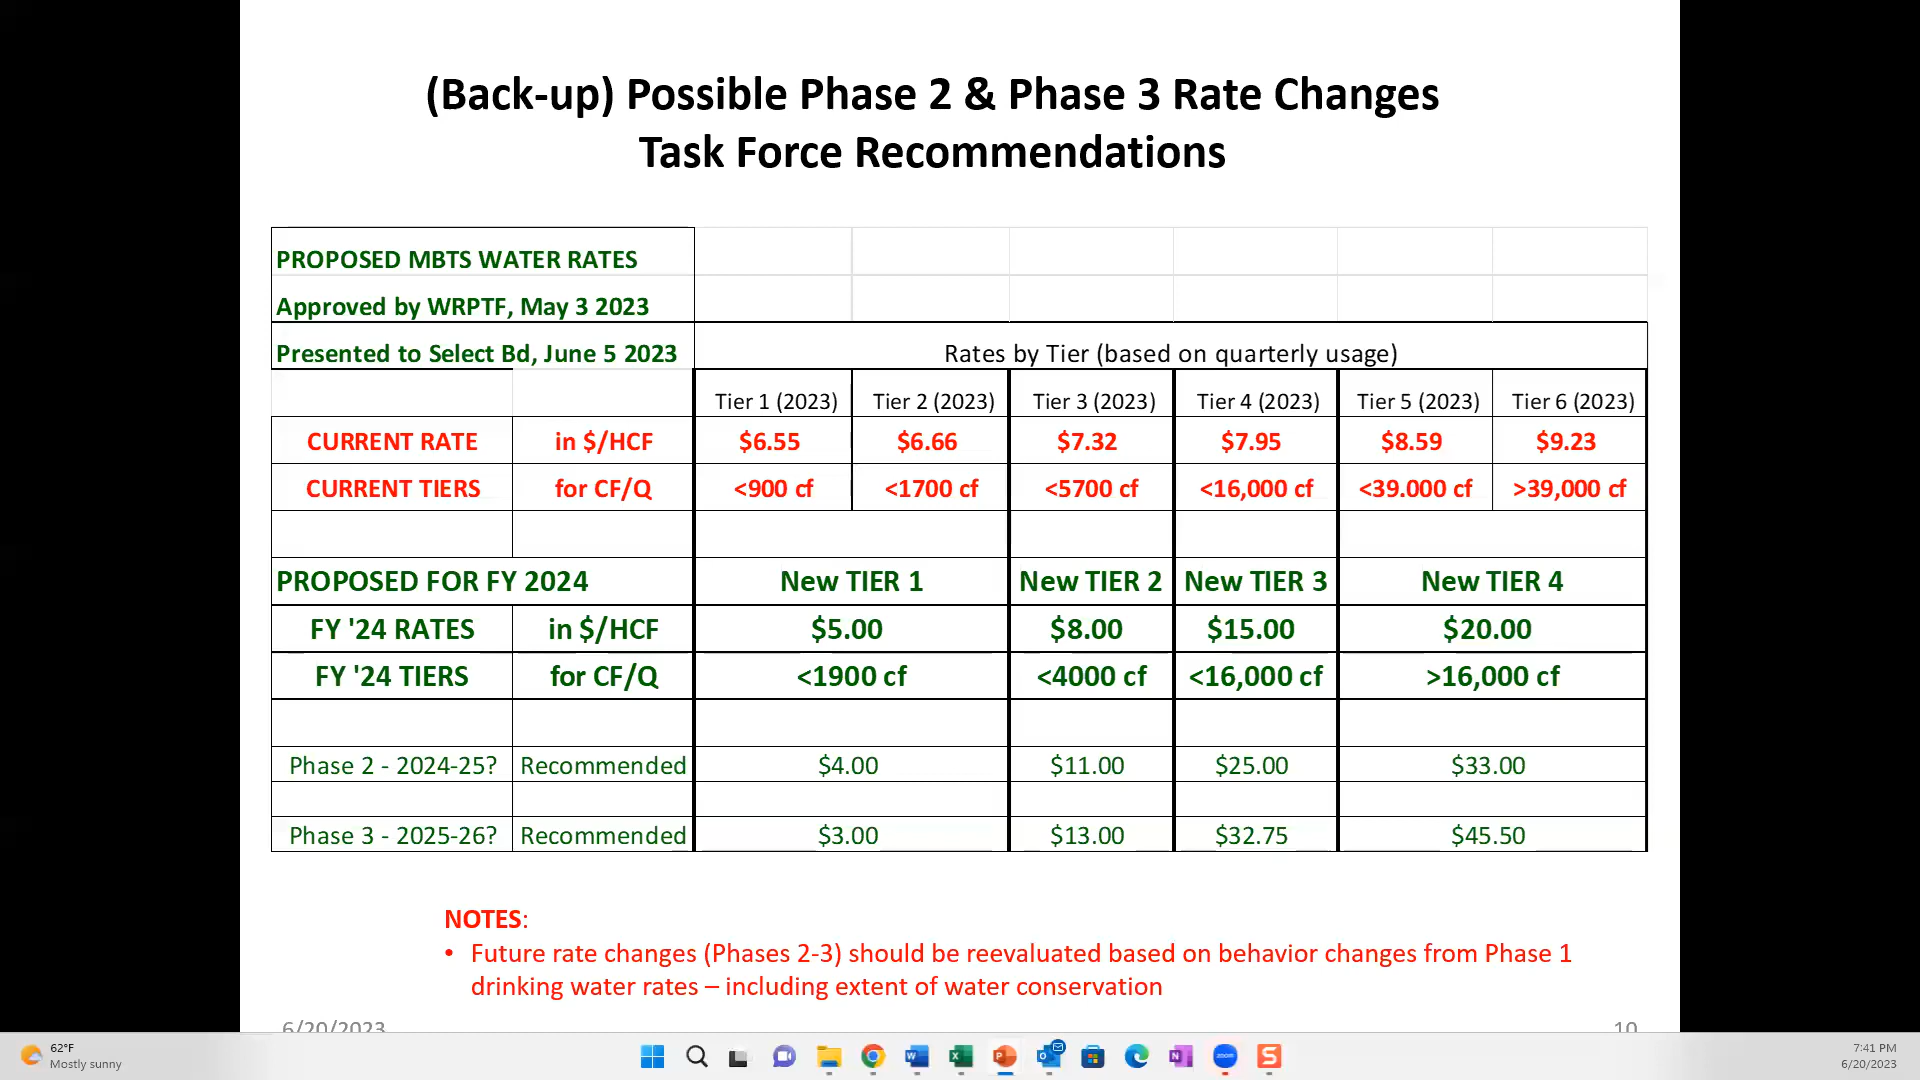 (Back-up) Possible Phase 2 & Phase 3 Rate Changes
Task Force Recommendations
PROPOSED MBTS WATER RATES
Approved by WRPTF, May 3 2023
Presented to Select Bd, June 5 2023 Rates by Tier (based on quarterly usage)
Tier 1 (2023) Tier 2 (2023) Tier 3 (2023) Tier 4 (2023) Tier 5 (2023) Tier 6 (2023)
CURRENT RATE in $/HCF $6.55 $6.66 $7.32 $7.95 $8.59 $9.23
CURRENT TIERS for CF/Q <900 cf <1700 cf <5700 cf <16,000 cf <39.000 cf >39,000 cf
PROPOSED FOR FY 2024 New TIER 1 New TIER 2 New TIER 3 New TIER 4
FY '24 RATES in $/HCF $5.00 $8.00 $15.00 $20.00
FY '24 TIERS for CF/Q <1900 cf <4000 cf <16,000 cf >16,000 cf
Phase 2 - 2024-25? Recommended $4.00 $11.00 $25.00 $33.00
Phase 3 - 2025-26? Recommended $3.00 $13.00 $32.75 $45.50
NOTES:
• Future rate changes (Phases 2-3) should be reevaluated based on behavior changes from Phase 1
drinking water rates – including extent of water conservation
6/20/2023 10
62°F
Mostly sunny
zoom
7:41 PM
6/20/2023